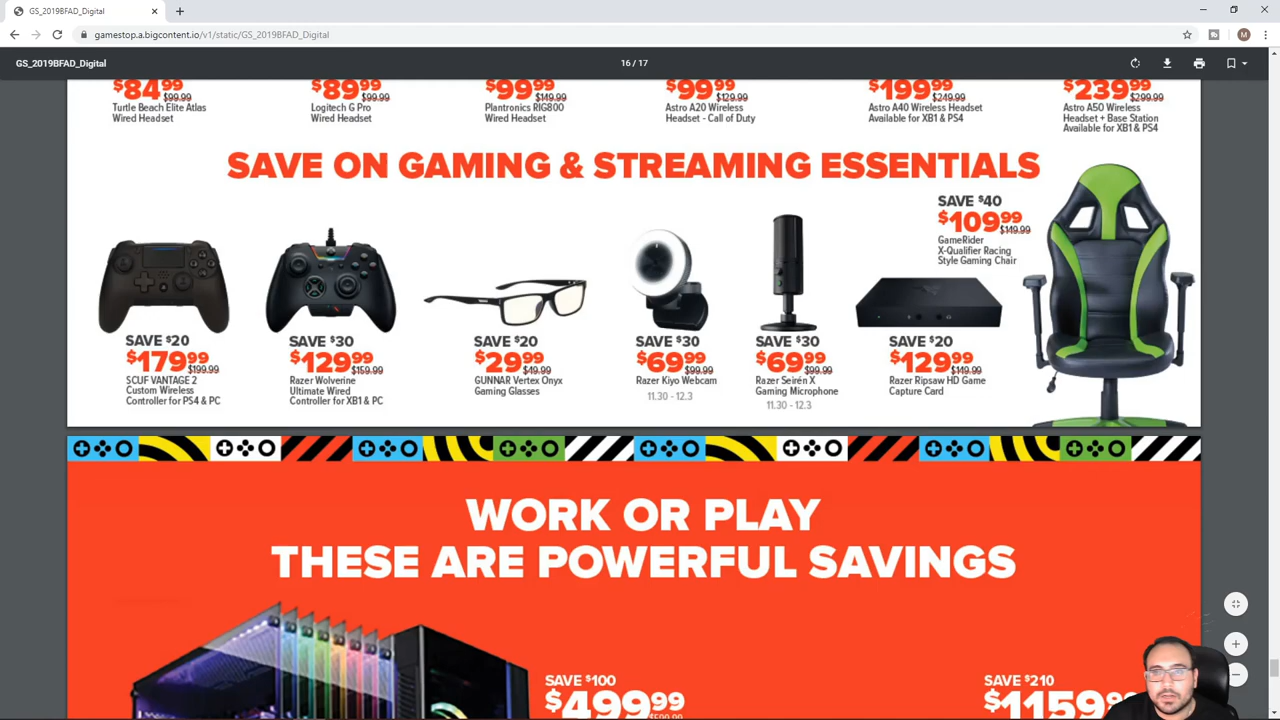 GS_2019BFAD_Digital
gamestop.a.bigcontent.io/v1/static/GS_2019BFAD_Digital
M
GS_2019BFAD_Digital
16 / 17
$84.99 $99.99
Turtle Beach Elite Atlas
Wired Headset
$89.99 $99.99
Logitech G Pro
Wired Headset
$99.99 $149.99
Plantronics RIG800
Wired Headset
$99.99 $129.99
Astro A20 Wireless
Headset - Call of Duty
$199.99 $249.99
Astro A40 Wireless Headset
Available for XB1 & PS4
$239.99 $299.99
Astro A50 Wireless
Headset + Base Station
Available for XB1 & PS4
SAVE ON GAMING & STREAMING ESSENTIALS
SAVE $40
$109.99 $149.99
GameRider
X-Qualifier Racing
Style Gaming Chair
SAVE $20
$179.99 $199.99
SCUF VANTAGE 2
Custom Wireless
Controller for PS4 & PC
SAVE $30
$129.99 $159.99
Razer Wolverine
Ultimate Wired
Controller for XB1 & PC
SAVE $20
$29.99 $49.99
GUNNAR Vertex Onyx
Gaming Glasses
SAVE $30
$69.99 $99.99
Razer Kiyo Webcam
11.30 - 12.3
SAVE $30
$69.99 $99.99
Razer Seirén X
Gaming Microphone
11.30 - 12.3
SAVE $20
$129.99 $149.99
Razer Ripsaw HD Game
Capture Card
WORK OR PLAY
THESE ARE POWERFUL SAVINGS
SAVE $100
$499.99
SAVE $210
$1159.99